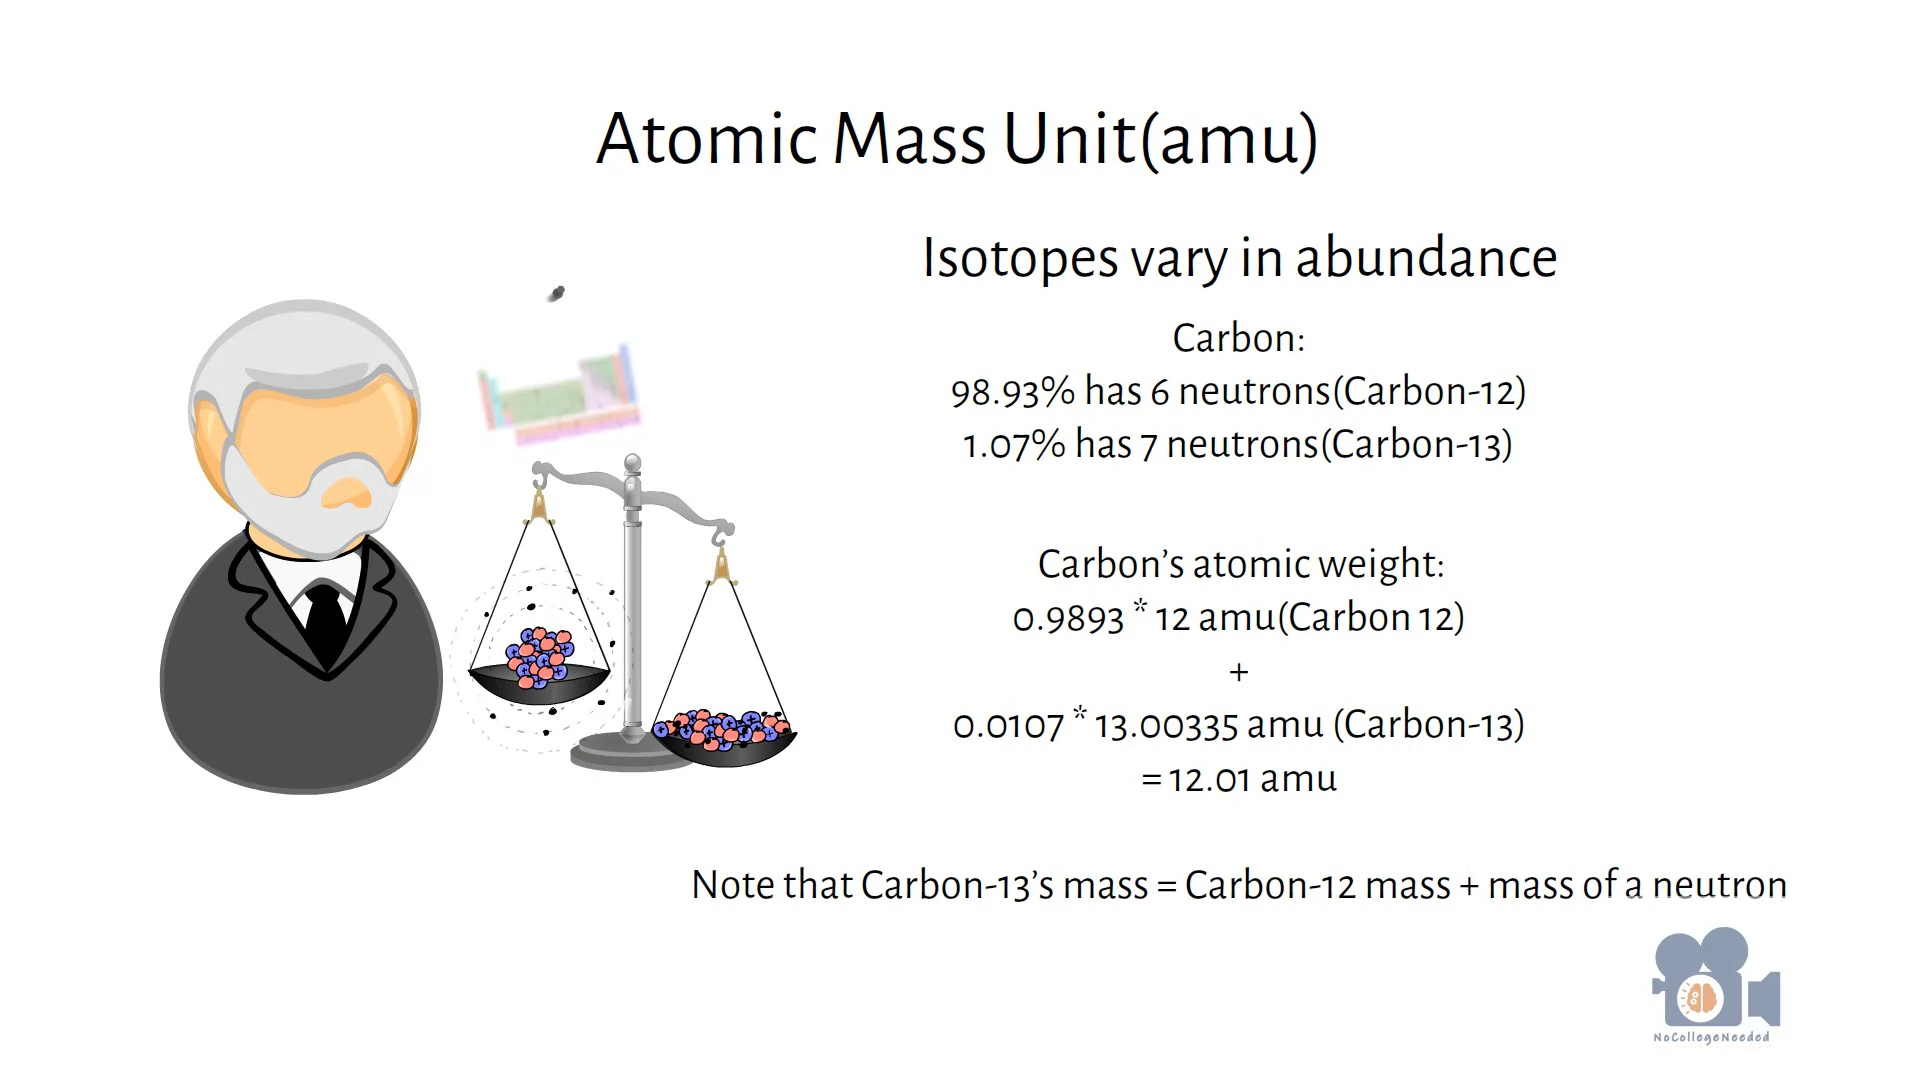 Atomic Mass Unit(amu)
Isotopes vary in abundance
Carbon:
98.93% has 6 neutrons(Carbon-12)
1.07% has 7 neutrons(Carbon-13)
Carbon's atomic weight:
0.9893 * 12 amu(Carbon 12)
+
0.0107 * 13.00335 amu (Carbon-13)
= 12.01 amu
Note that Carbon-13's mass = Carbon-12 mass + mass of a neutron
NoCollegeNeeded